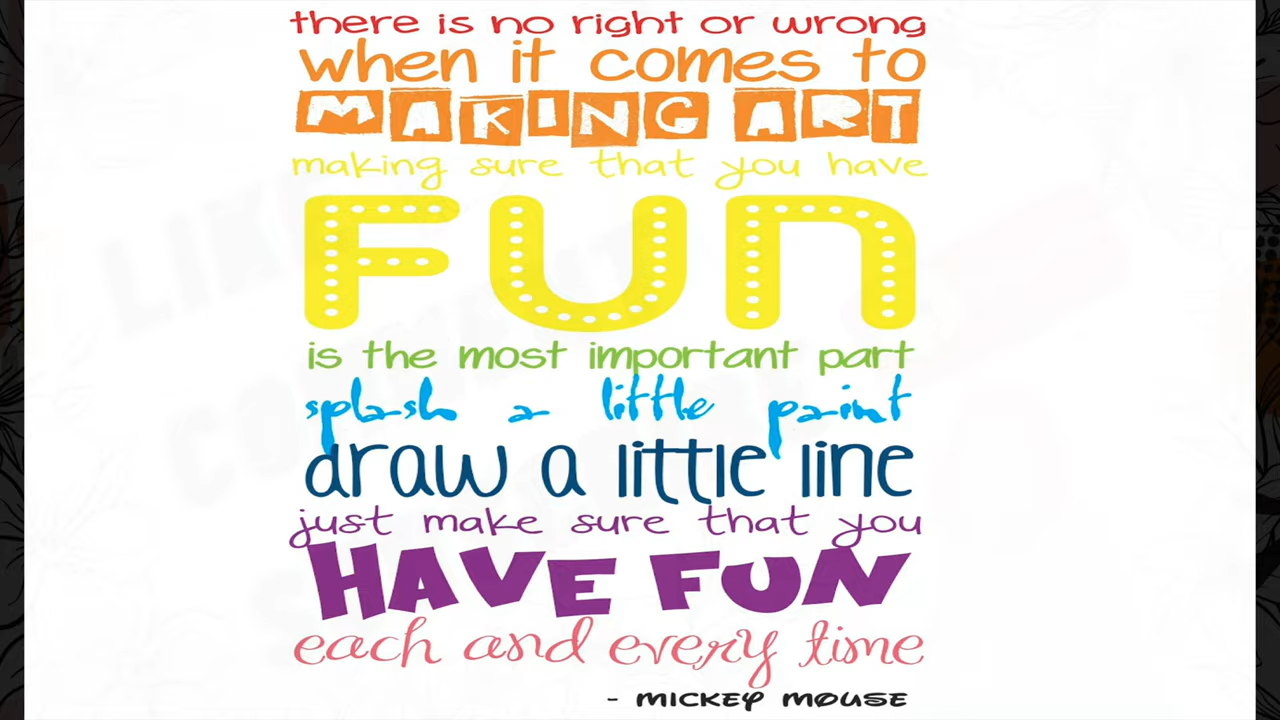 there is no right or wrong
when it comes to
MAKING ART
making sure that you have
FUN
is the most important part
splash a little paint
draw a little line
just make sure that you
HAVE FUN
each and every time
- MICKEY MOUSE